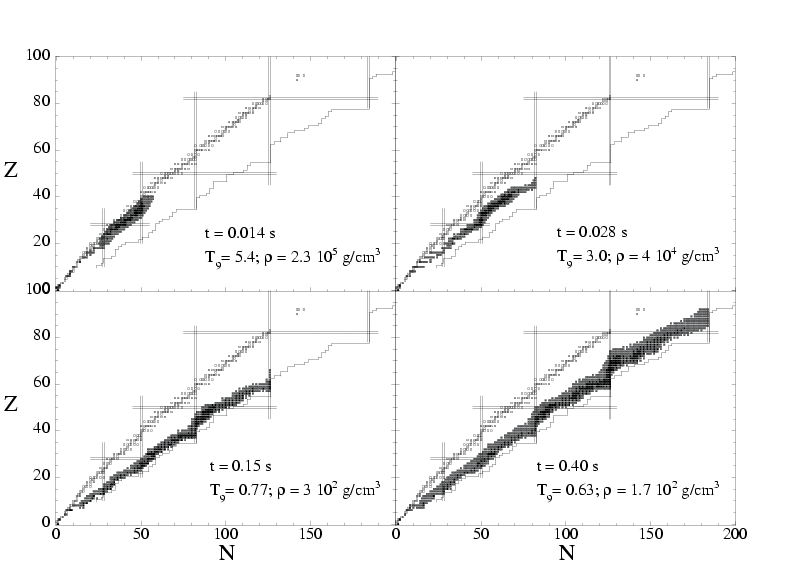 100
80
Z
60
40
t = 0.014 s
t = 0.028 s
20
T9= 5.4; ρ = 2.3 10^5 g/cm^3
T9= 3.0; ρ = 4 10^4 g/cm^3
0
100
80
60
Z
40
t = 0.15 s
t = 0.40 s
20
T9= 0.77; ρ = 3 10^2 g/cm^3
T9= 0.63; ρ = 1.7 10^2 g/cm^3
0
0 50 100 150 0 50 100 150 200
N N